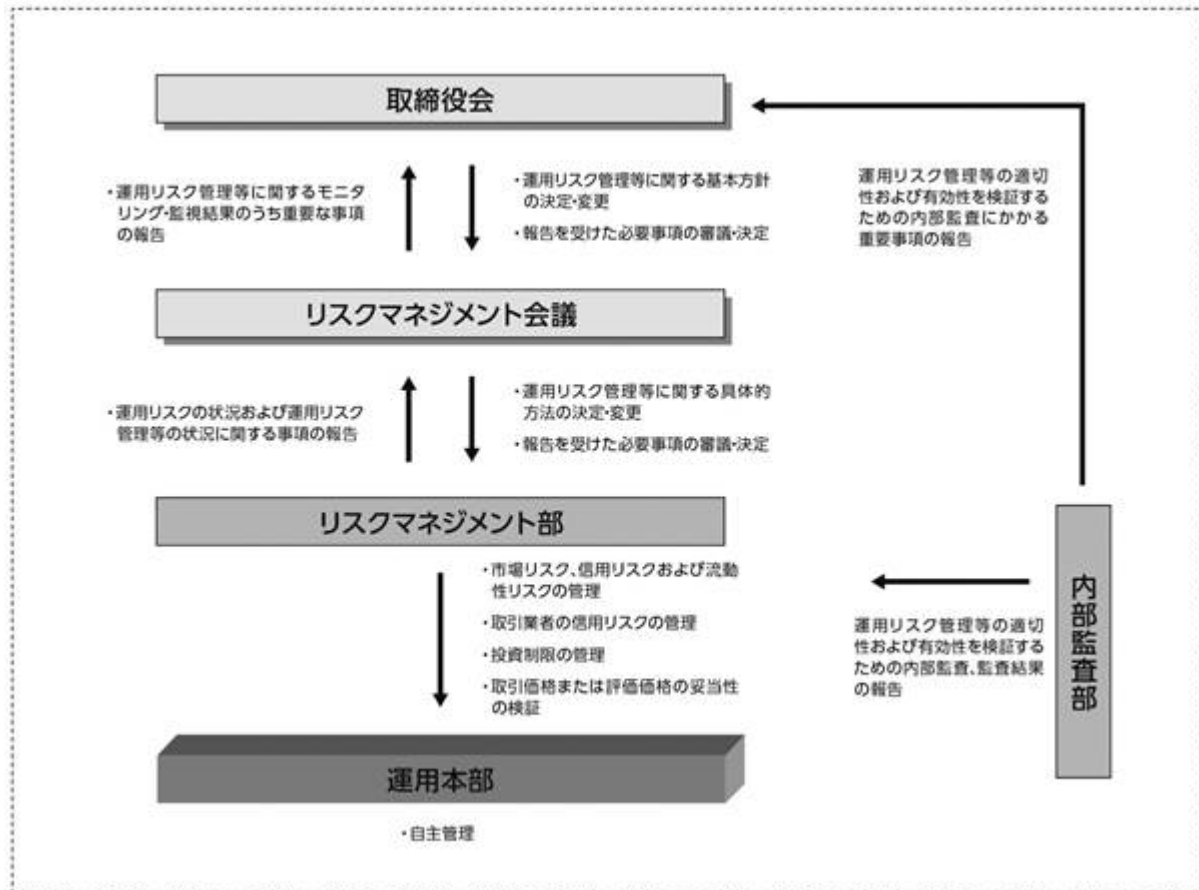 取締役会
・運用リスク管理等に関するモニタ
リング・監視結果のうち重要な事項
の報告
・運用リスク管理等に関する基本方針
の決定・変更
・報告を受けた必要事項の審議・決定
運用リスク管理等の適切
性および有効性を検証する
ための内部監査にかかる
重要事項の報告
リスクマネジメント会議
・運用リスクの状況および運用リスク
管理等の状況に関する事項の報告
・運用リスク管理等に関する具体的
方法の決定・変更
・報告を受けた必要事項の審議・決定
リスクマネジメント部
・市場リスク、信用リスクおよび流動
性リスクの管理
・取引業者の信用リスクの管理
・投資制限の管理
・取引価格または評価価格の妥当性
の検証
運用リスク管理等の適切
性および有効性を検証する
ための内部監査、監査結果
の報告
内部監査部
運用本部
・自主管理